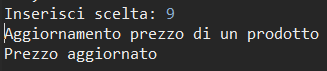 Inserisci scelta: 9
Aggiornamento prezzo di un prodotto
Prezzo aggiornato